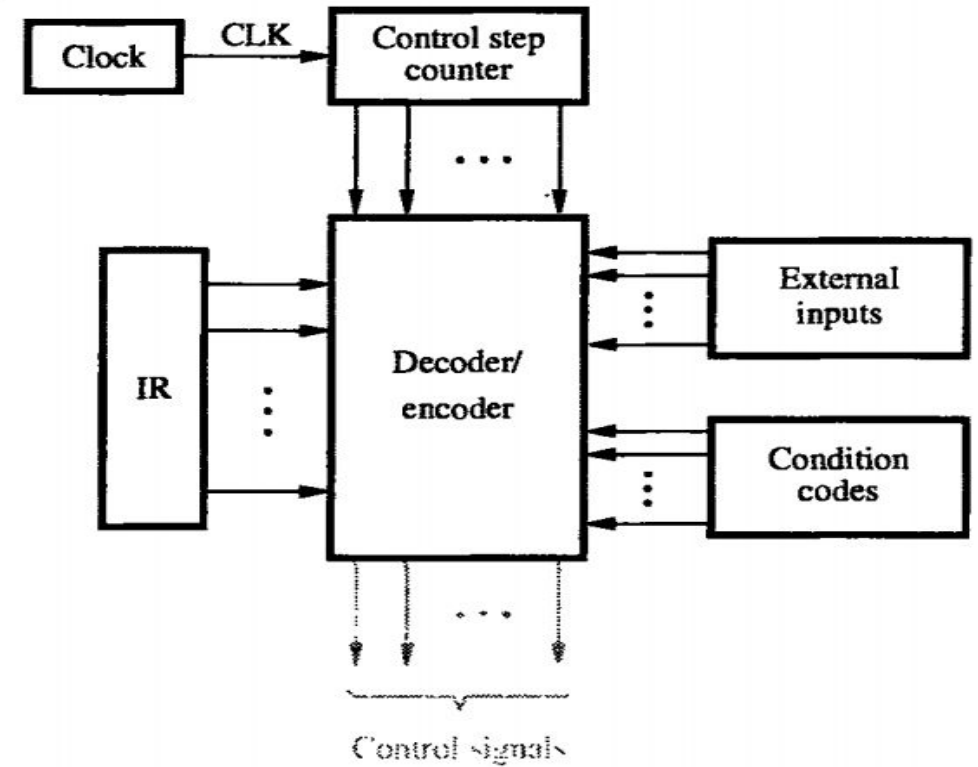 Clock
CLK
Control step
counter
IR
Decoder/
encoder
External
inputs
Condition
codes
Control signals